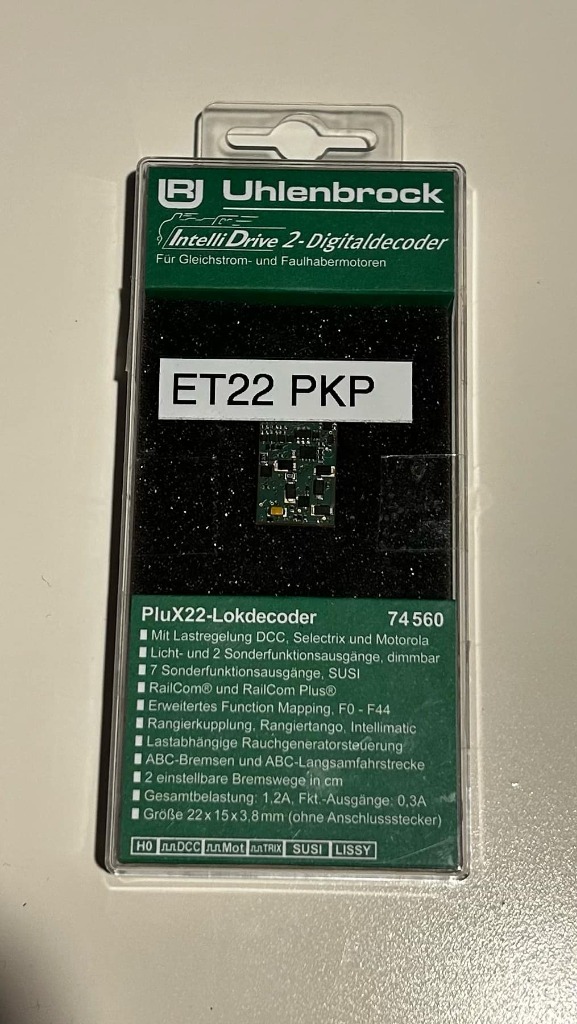 Uhlenbrock
IntelliDrive 2-Digitaldecoder
Für Gleichstrom- und Faulhabermotoren
ET22 PKP
PluX22-Lokdecoder 74 560
Mit Lastregelung DCC, Selectrix und Motorola
Licht- und 2 Sonderfunktionsausgänge, dimmbar
7 Sonderfunktionsausgänge, SUSI
RailCom® und RailCom Plus®
Erweitertes Function Mapping, F0 - F44
Rangierkupplung, Rangiertango, Intellimatic
Lastabhängige Rauchgeneratorsteuerung
ABC-Bremsen und ABC-Langsamfahrstrecke
2 einstellbare Bremswege in cm
Gesamtbelastung: 1,2A, Fkt.-Ausgänge: 0,3A
Größe 22 x 15 x 3,8 mm (ohne Anschlussstecker)
H0 DCC Mot TRIX SUSI LISSY